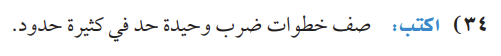 ٣٤) اكتب: صف خطوات ضرب وحيدة حد في كثيرة حدود.